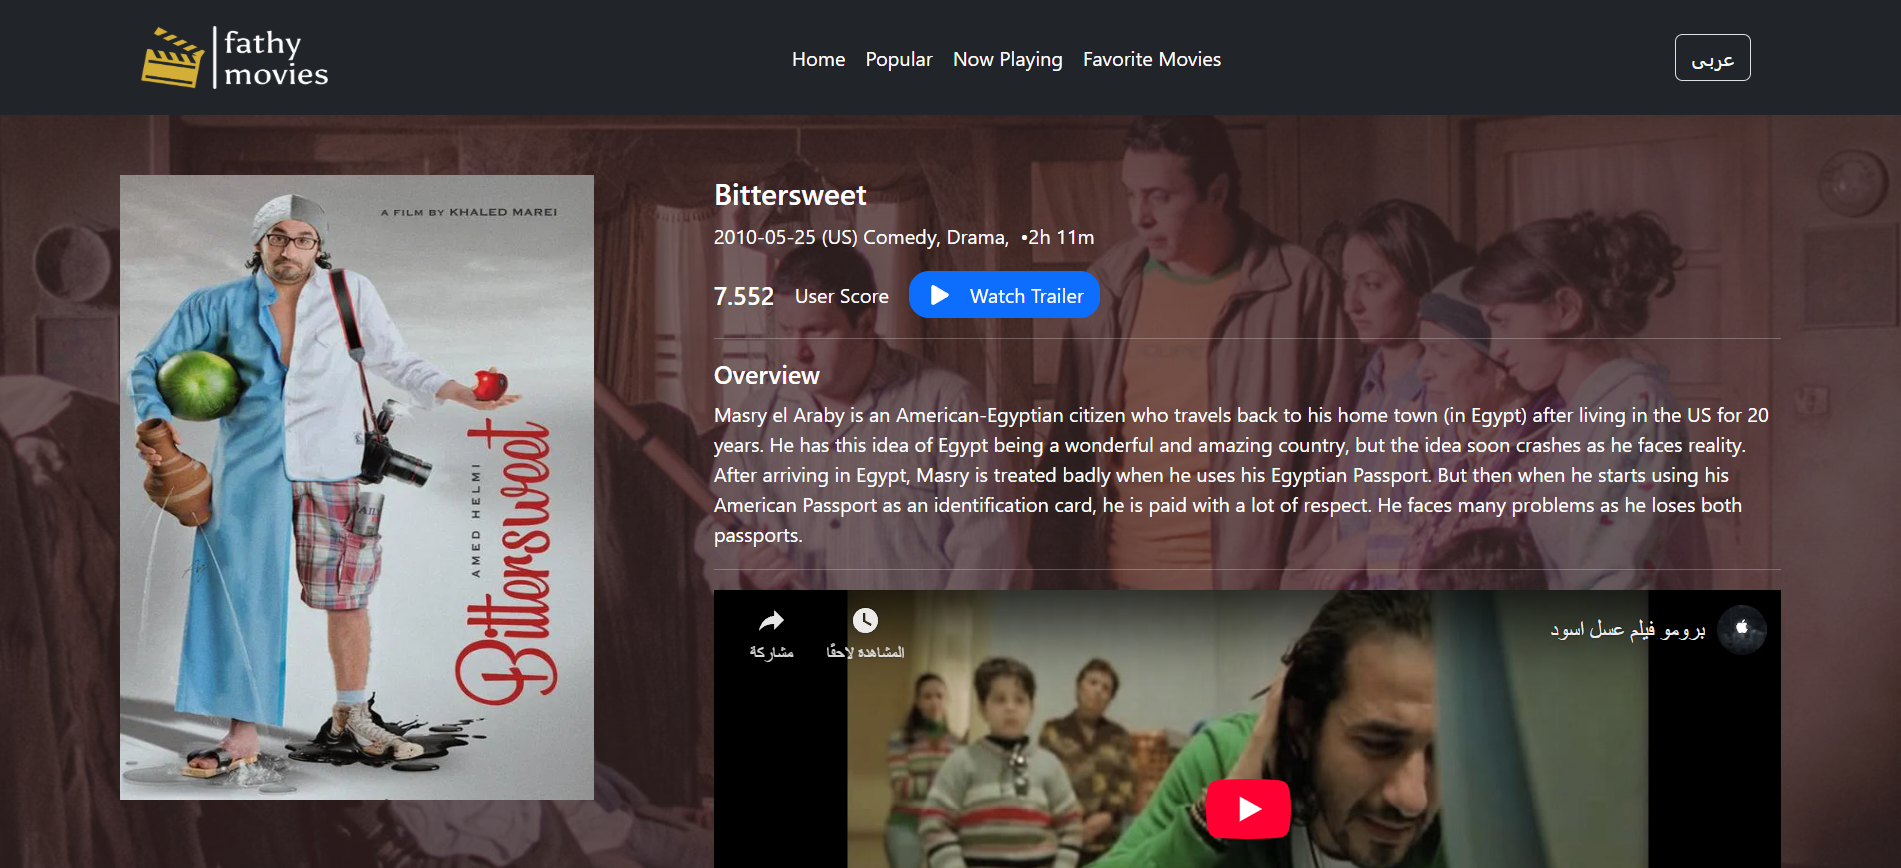 fathy
movies
Home Popular Now Playing Favorite Movies
عربى
A FILM BY KHALED MAREI
AMED HELMI
Bittersweet
Bittersweet
2010-05-25 (US) Comedy, Drama, •2h 11m
7.552 User Score Watch Trailer
Overview
Masry el Araby is an American-Egyptian citizen who travels back to his home town (in Egypt) after living in the US for 20
years. He has this idea of Egypt being a wonderful and amazing country, but the idea soon crashes as he faces reality.
After arriving in Egypt, Masry is treated badly when he uses his Egyptian Passport. But then when he starts using his
American Passport as an identification card, he is paid with a lot of respect. He faces many problems as he loses both
passports.
برومو فيلم عسل اسود
المشاهدة لاحقًا
مشاركة